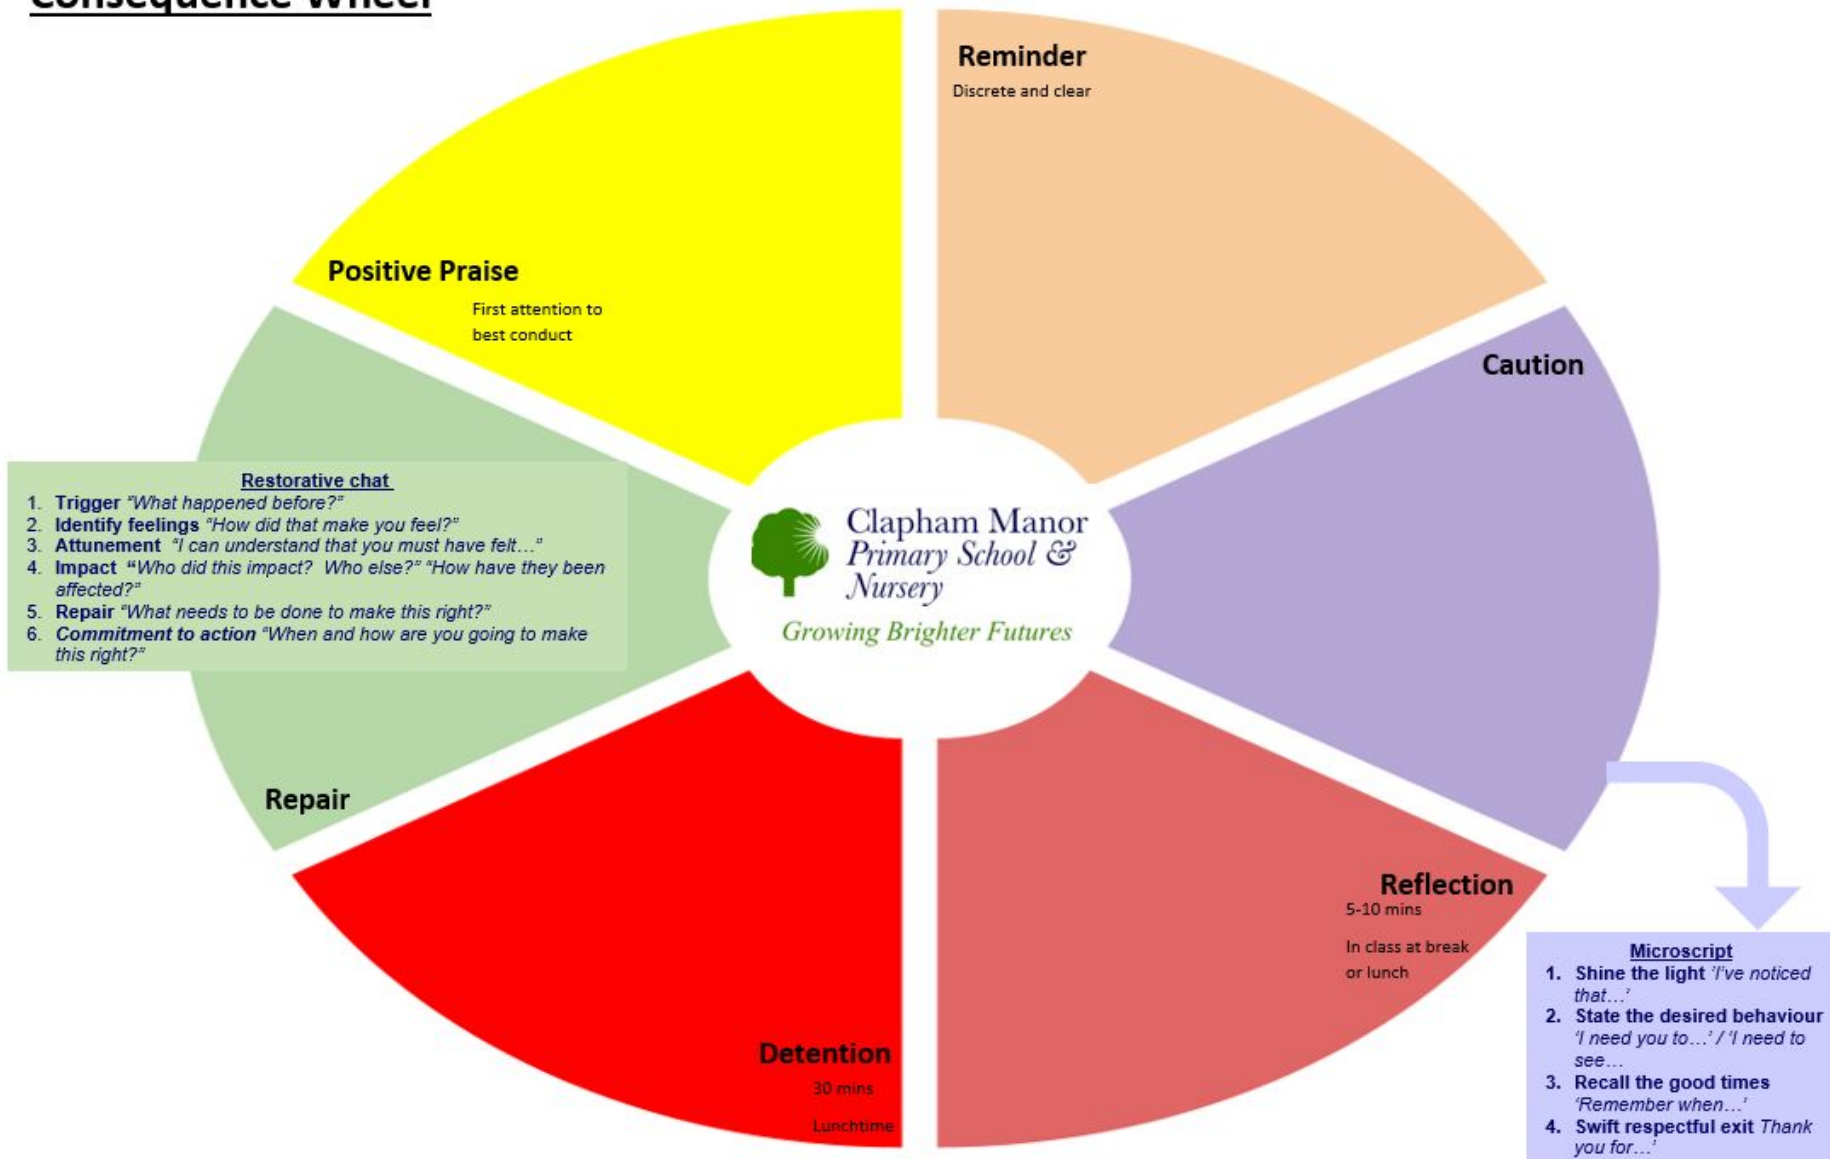 Consequence Wheel
Reminder
Discrete and clear
Positive Praise
First attention to
best conduct
Caution
Restorative chat
1. Trigger "What happened before?"
2. Identify feelings "How did that make you feel?"
3. Attunement "I can understand that you must have felt…"
4. Impact “Who did this impact? Who else?" "How have they been
affected?"
5. Repair "What needs to be done to make this right?"
6. Commitment to action "When and how are you going to make
this right?"
Clapham Manor
Primary School &
Nursery
Growing Brighter Futures
Repair
Reflection
5-10 mins
In class at break
or lunch
Detention
30 mins
Lunchtime
Microscript
1. Shine the light 'I've noticed
that…'
2. State the desired behaviour
'I need you to…' / 'I need to
see…
3. Recall the good times
'Remember when…'
4. Swift respectful exit Thank
you for…'